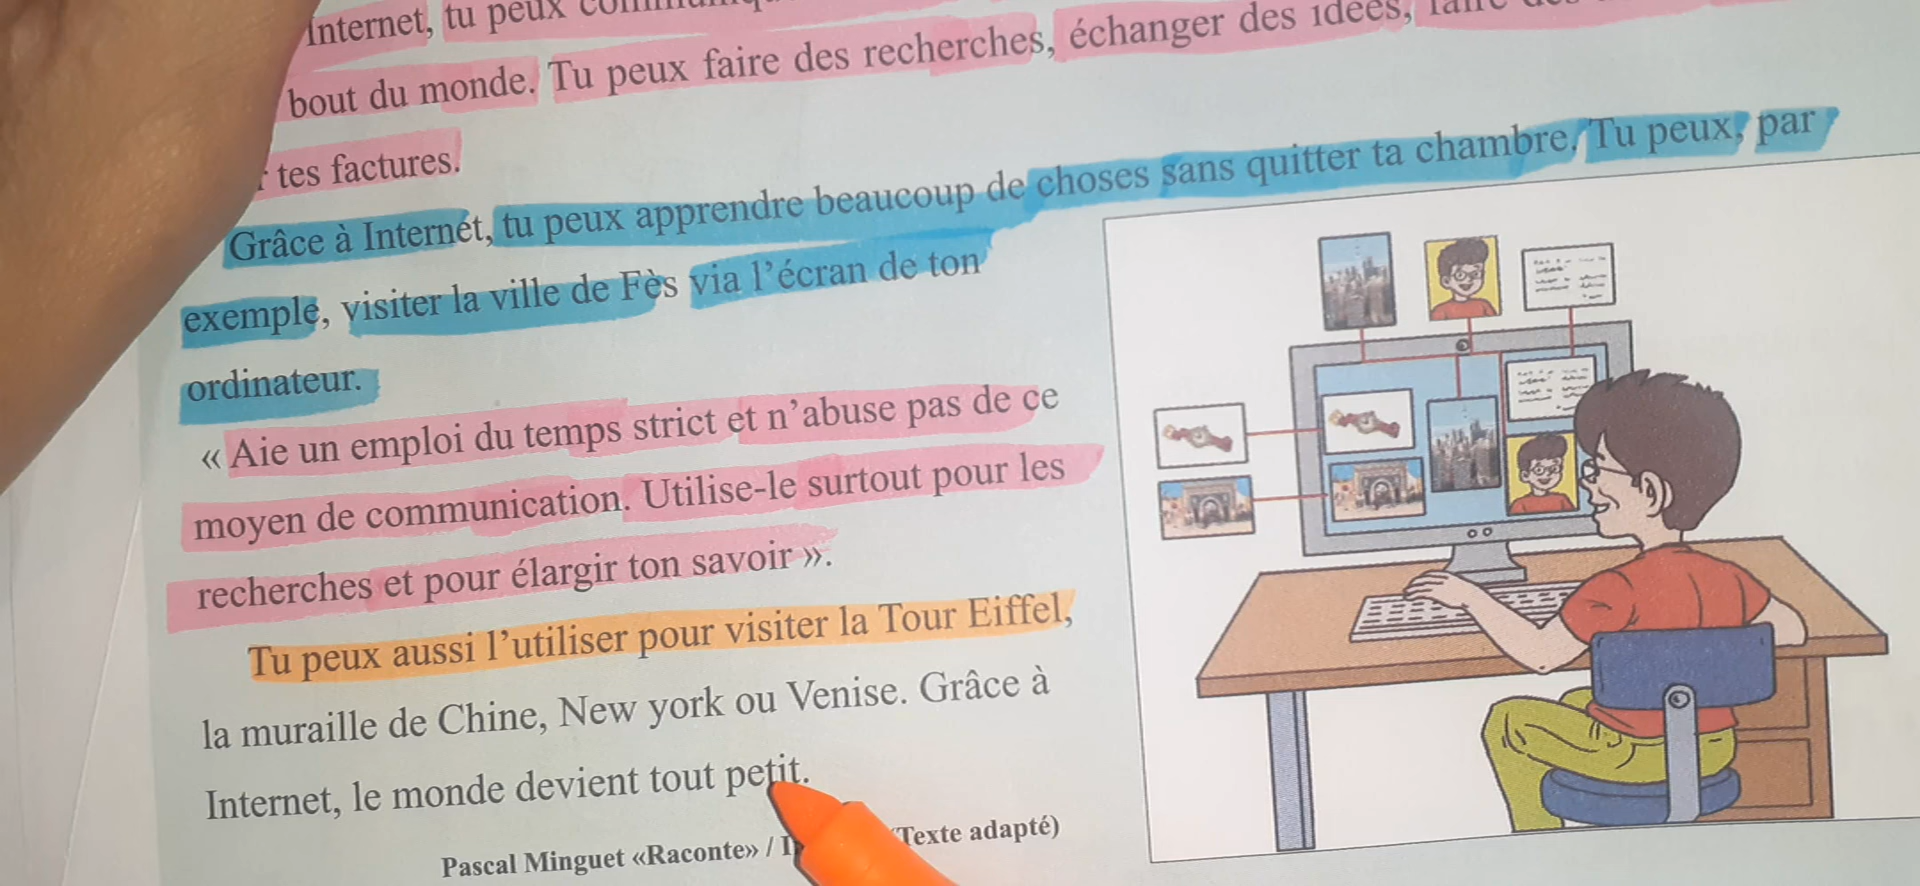 Internet, tu peux
bout du monde. Tu peux faire des recherches, échanger des idées,
tes factures.
Grâce à Internet, tu peux apprendre beaucoup de choses sans quitter ta chambre. Tu peux, par
exemple, visiter la ville de Fès via l'écran de ton
ordinateur.
« Aie un emploi du temps strict et n'abuse pas de ce
moyen de communication. Utilise-le surtout pour les
recherches et pour élargir ton savoir ».
Tu peux aussi l'utiliser pour visiter la Tour Eiffel,
la muraille de Chine, New york ou Venise. Grâce à
Internet, le monde devient tout petit.
Pascal Minguet «Raconte» / Texte adapté)